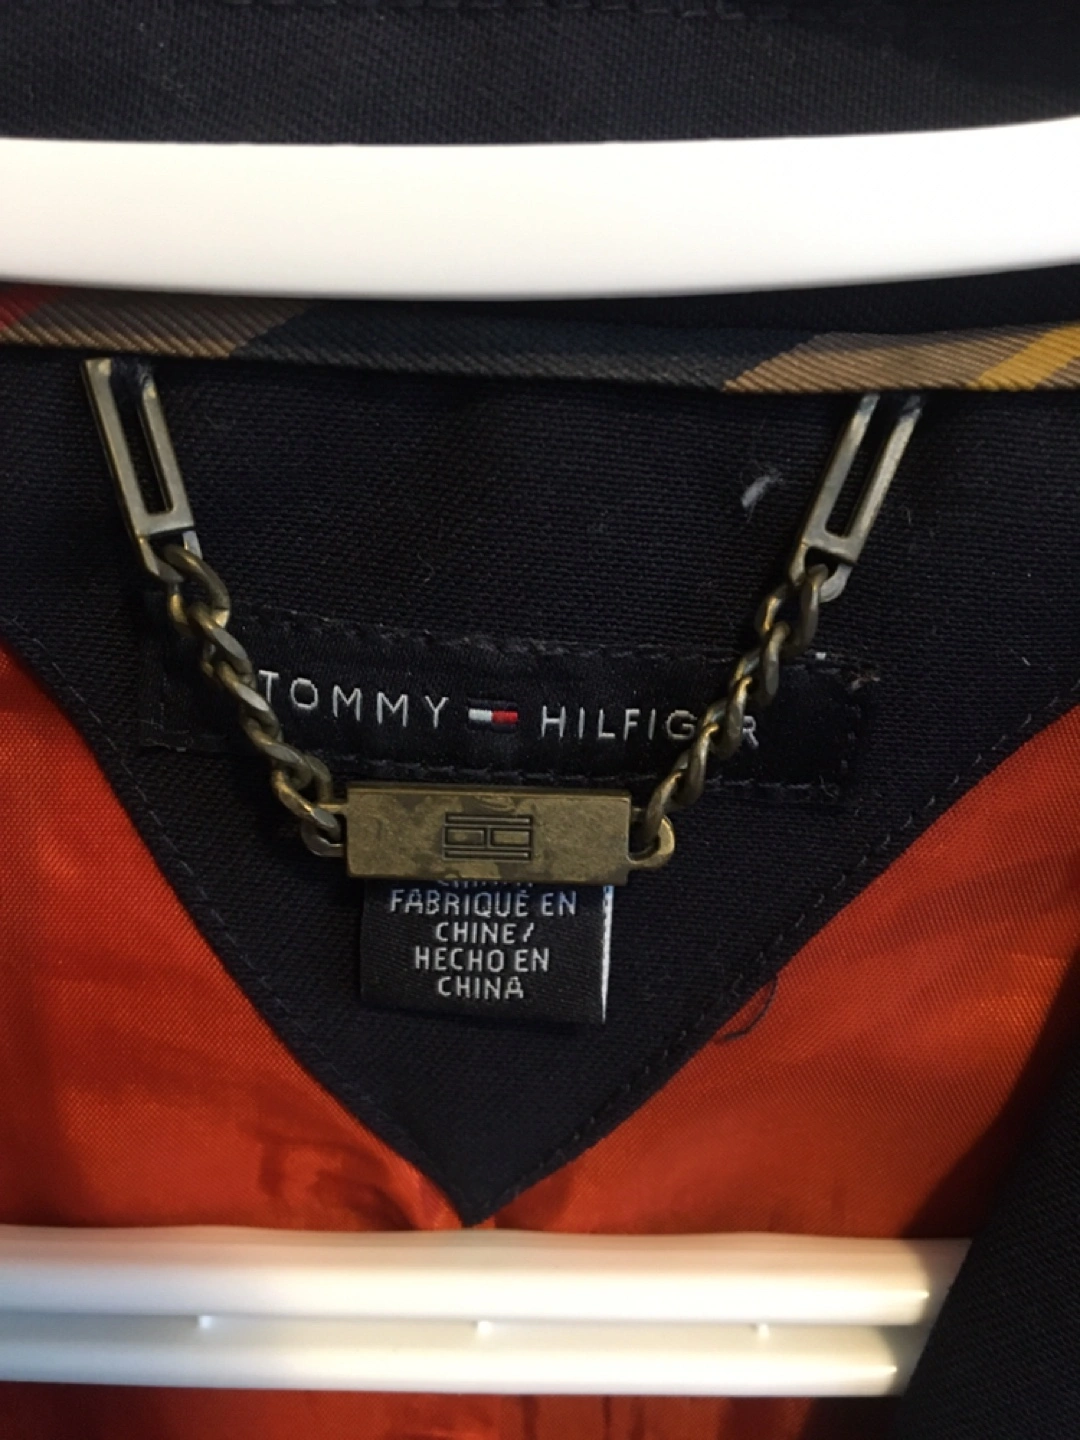 TOMMY HILFIGER
FABRIQUÉ EN
CHINE/
HECHO EN
CHINA